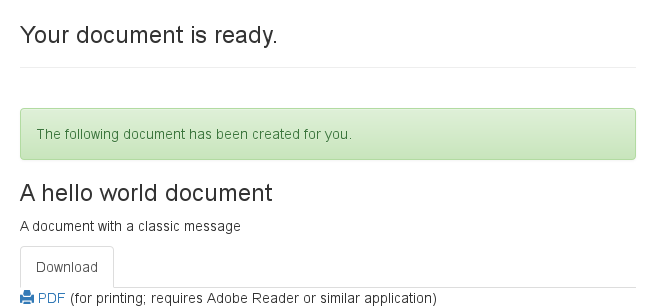 Your document is ready.
The following document has been created for you.
A hello world document
A document with a classic message
Download
PDF (for printing; requires Adobe Reader or similar application)